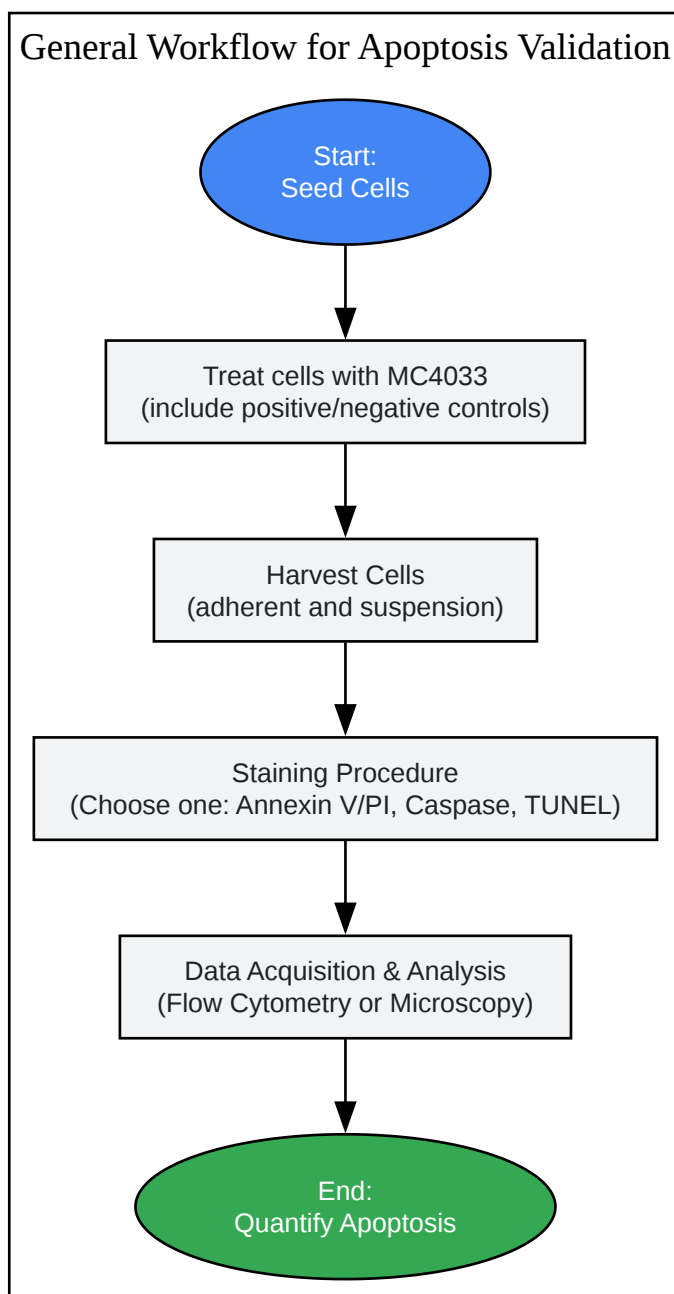 General Workflow for Apoptosis Validation
Start:
Seed Cells
Treat cells with MC4033
(include positive/negative controls)
Harvest Cells
(adherent and suspension)
Staining Procedure
(Choose one: Annexin V/PI, Caspase, TUNEL)
Data Acquisition & Analysis
(Flow Cytometry or Microscopy)
End:
Quantify Apoptosis